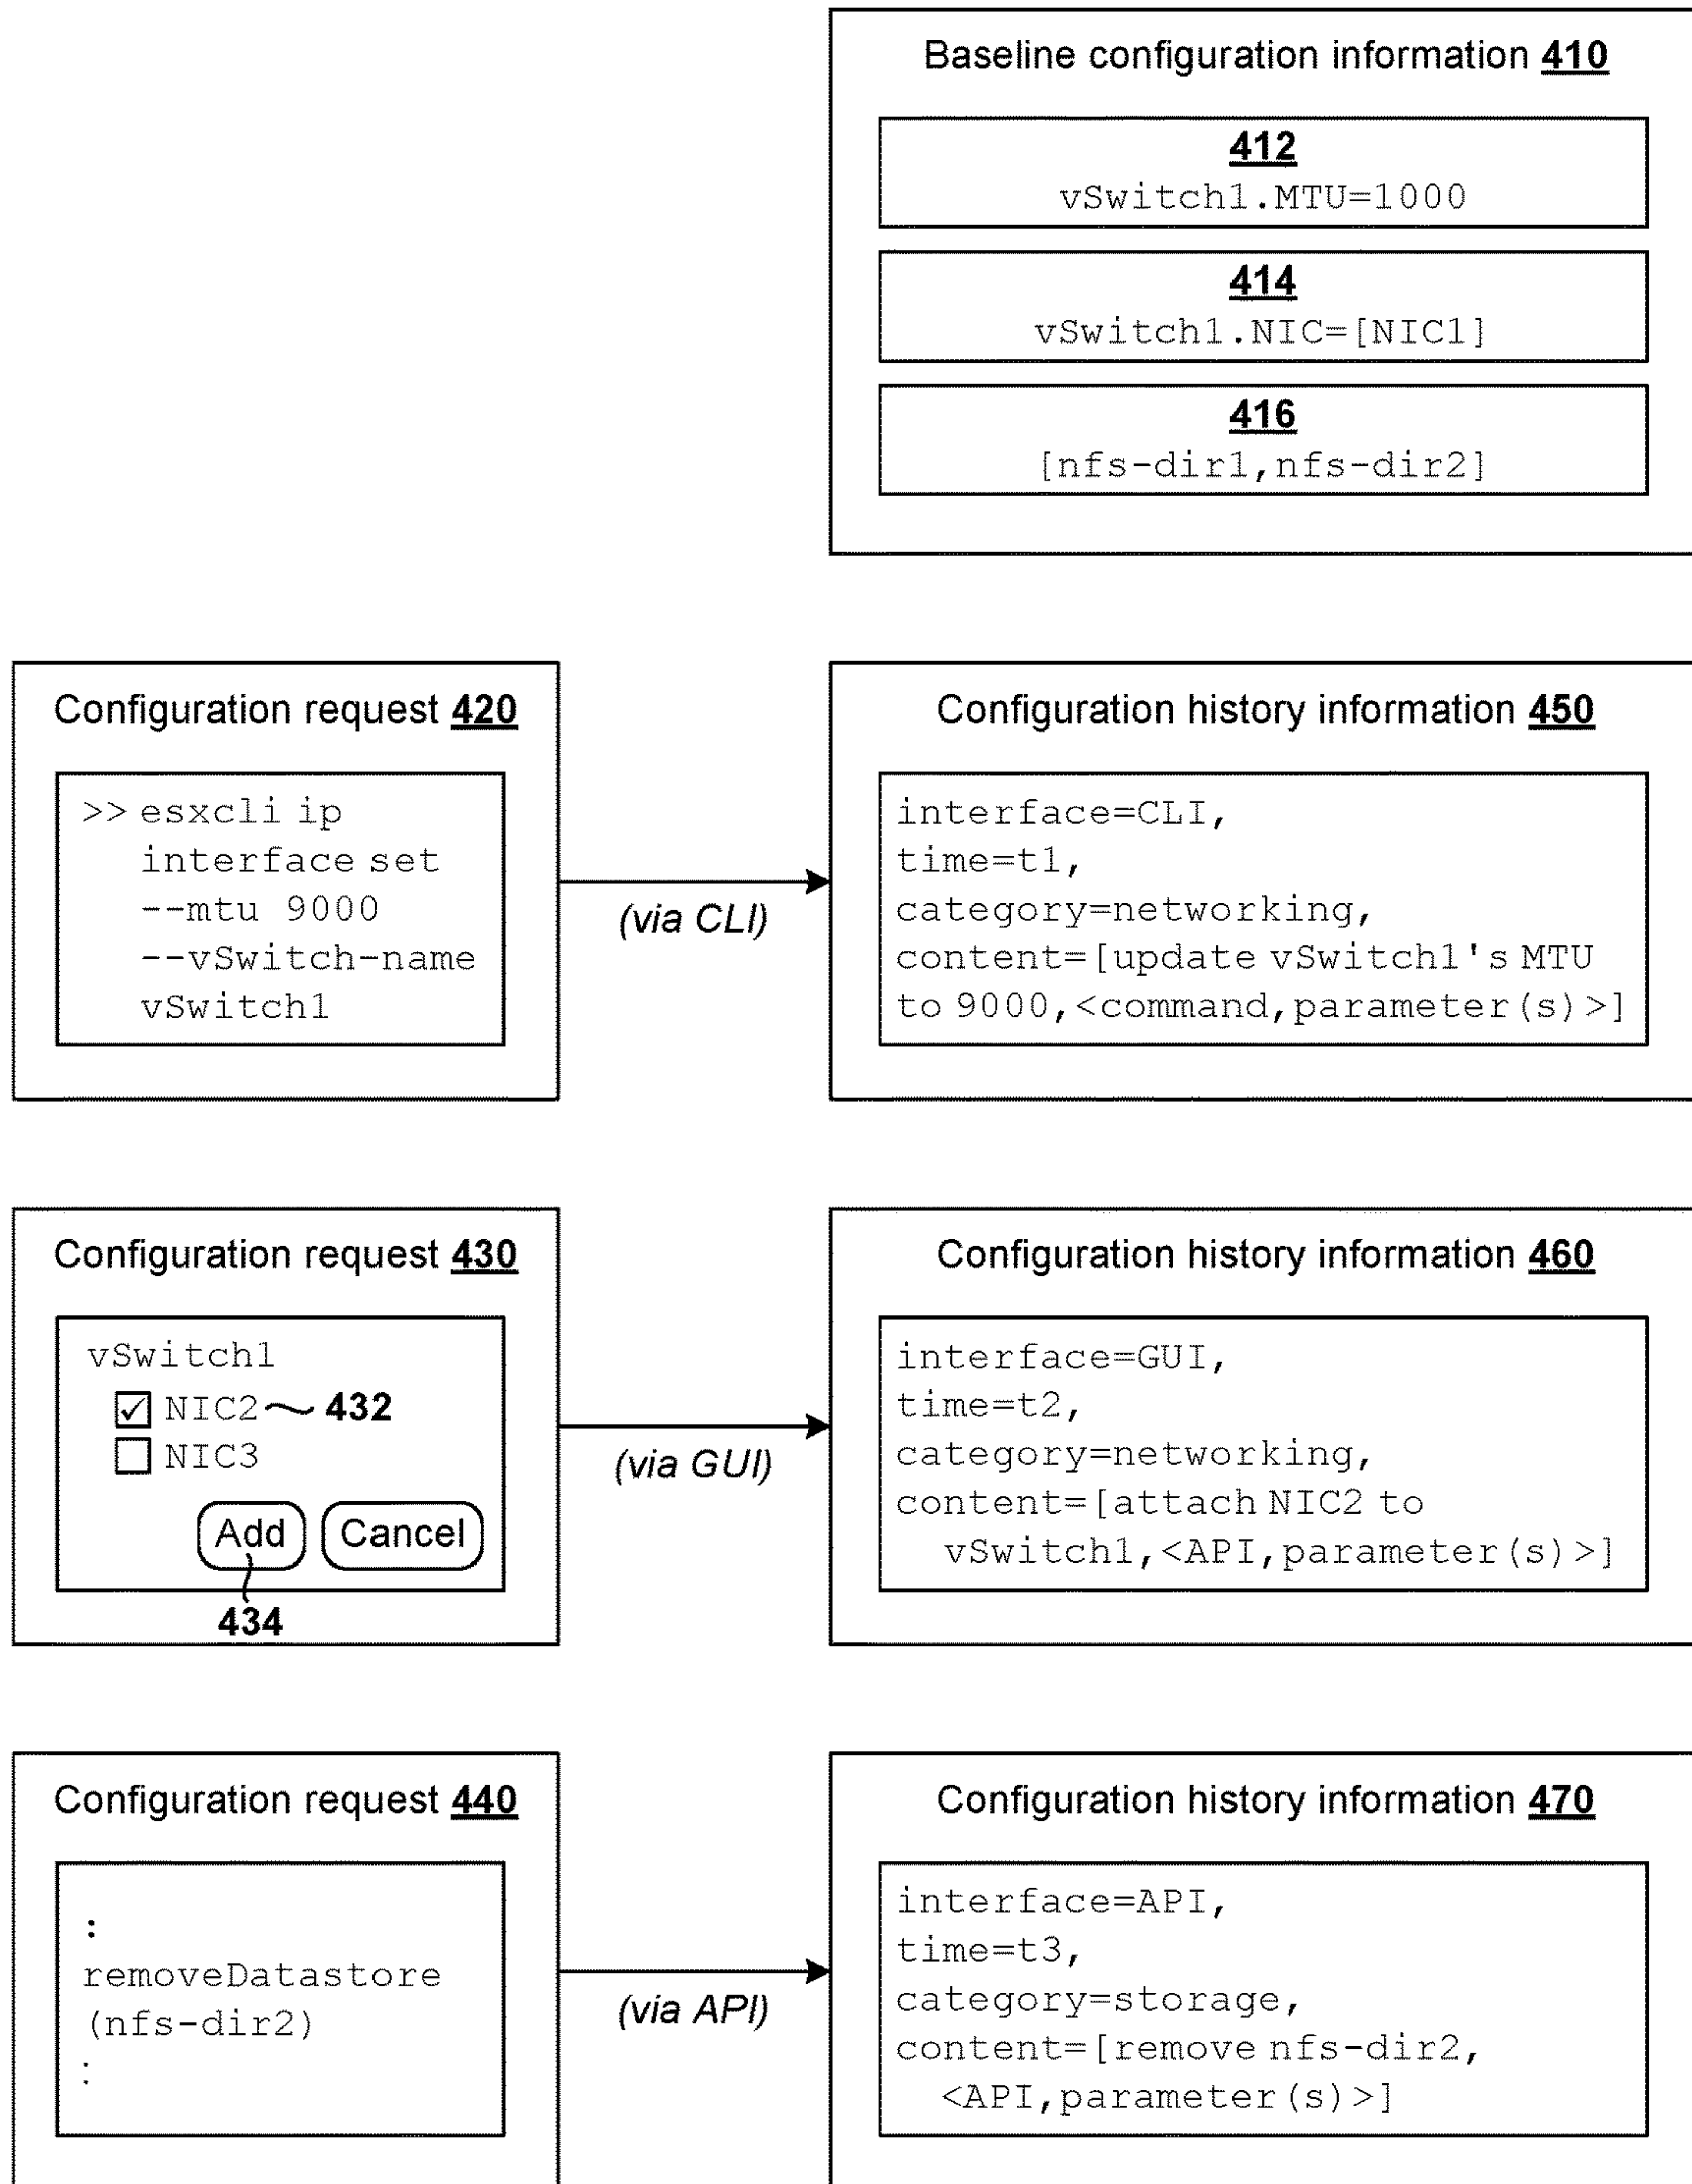 Baseline configuration information 410
412
vSwitch1.MTU=1000
414
vSwitch1.NIC=[NIC1]
416
[nfs-dir1,nfs-dir2]
Configuration request 420
>> esxcli ip
interface set
--mtu 9000
--vSwitch-name
vSwitch1
(via CLI)
Configuration history information 450
interface=CLI,
time=t1,
category=networking,
content=[update vSwitch1's MTU
to 9000,<command,parameter(s)>]
Configuration request 430
vSwitch1
NIC2 432
NIC3
Add Cancel
434
(via GUI)
Configuration history information 460
interface=GUI,
time=t2,
category=networking,
content=[attach NIC2 to
vSwitch1,<API,parameter(s)>]
Configuration request 440
:
removeDatastore
(nfs-dir2)
:
(via API)
Configuration history information 470
interface=API,
time=t3,
category=storage,
content=[remove nfs-dir2,
<API,parameter(s)>]